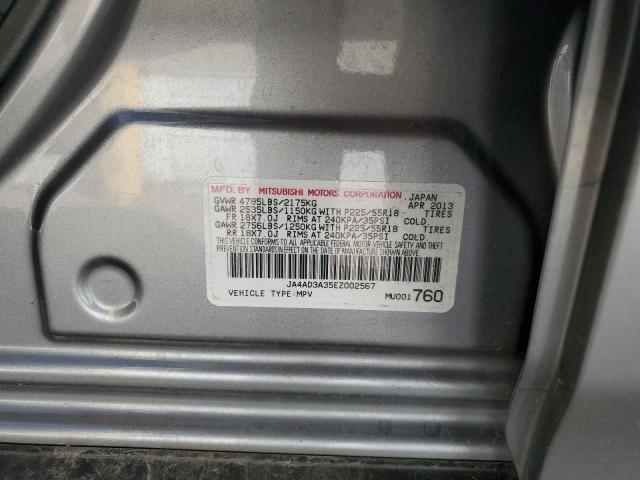 MFD. BY MITSUBISHI MOTORS CORPORATION, JAPAN
GVWR 4795LBS/2175KG APR 2013
GAWR 2535LBS/1150KG WITH P225/55R18 TIRES
FR 18X7.0J RIMS AT 240KPA/35PSI COLD.
GAWR 2756LBS/1250KG WITH P225/55R18 TIRES
RR 18X7.0J RIMS AT 240KPA/35PSI COLD.
THIS VEHICLE CONFORMS TO ALL APPLICABLE FEDERAL MOTOR VEHICLE SAFETY AND THEFT
PREVENTION STANDARDS IN EFFECT ON THE DATE OF MANUFACTURE SHOWN ABOVE.
JA4AD3A35EZ002567
VEHICLE TYPE:MPV MU001 760